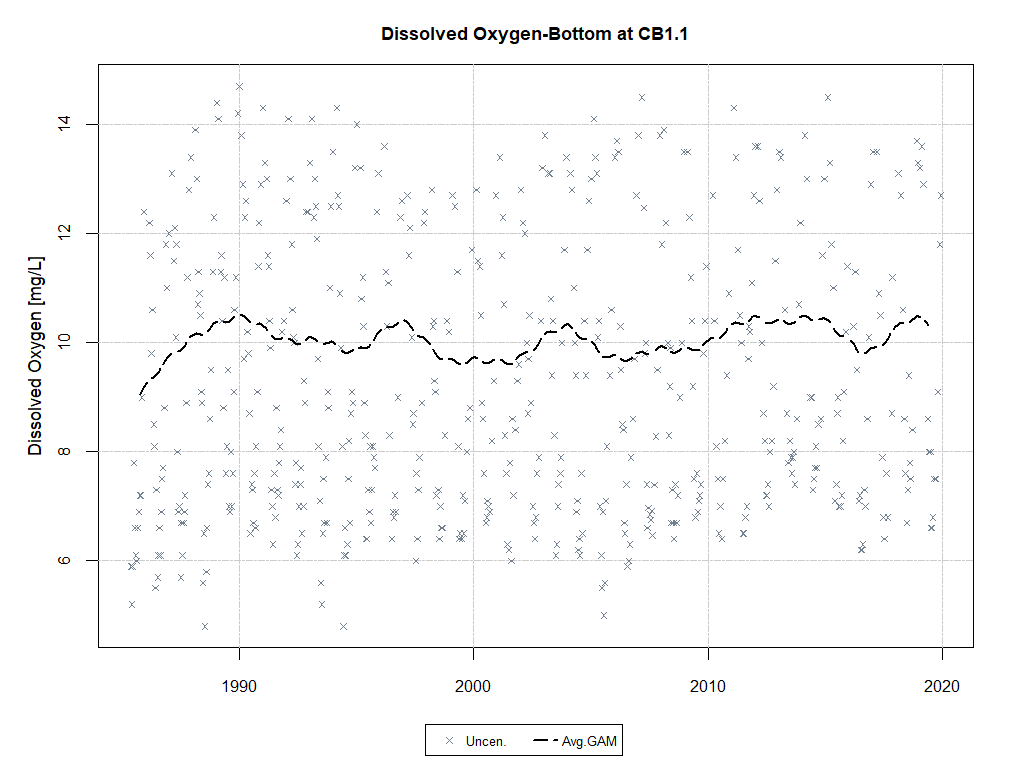 Dissolved Oxygen-Bottom at CB1.1
Dissolved Oxygen [mg/L]
14
12
10
8
6
1990
2000
2010
2020
Uncen.
Avg.GAM